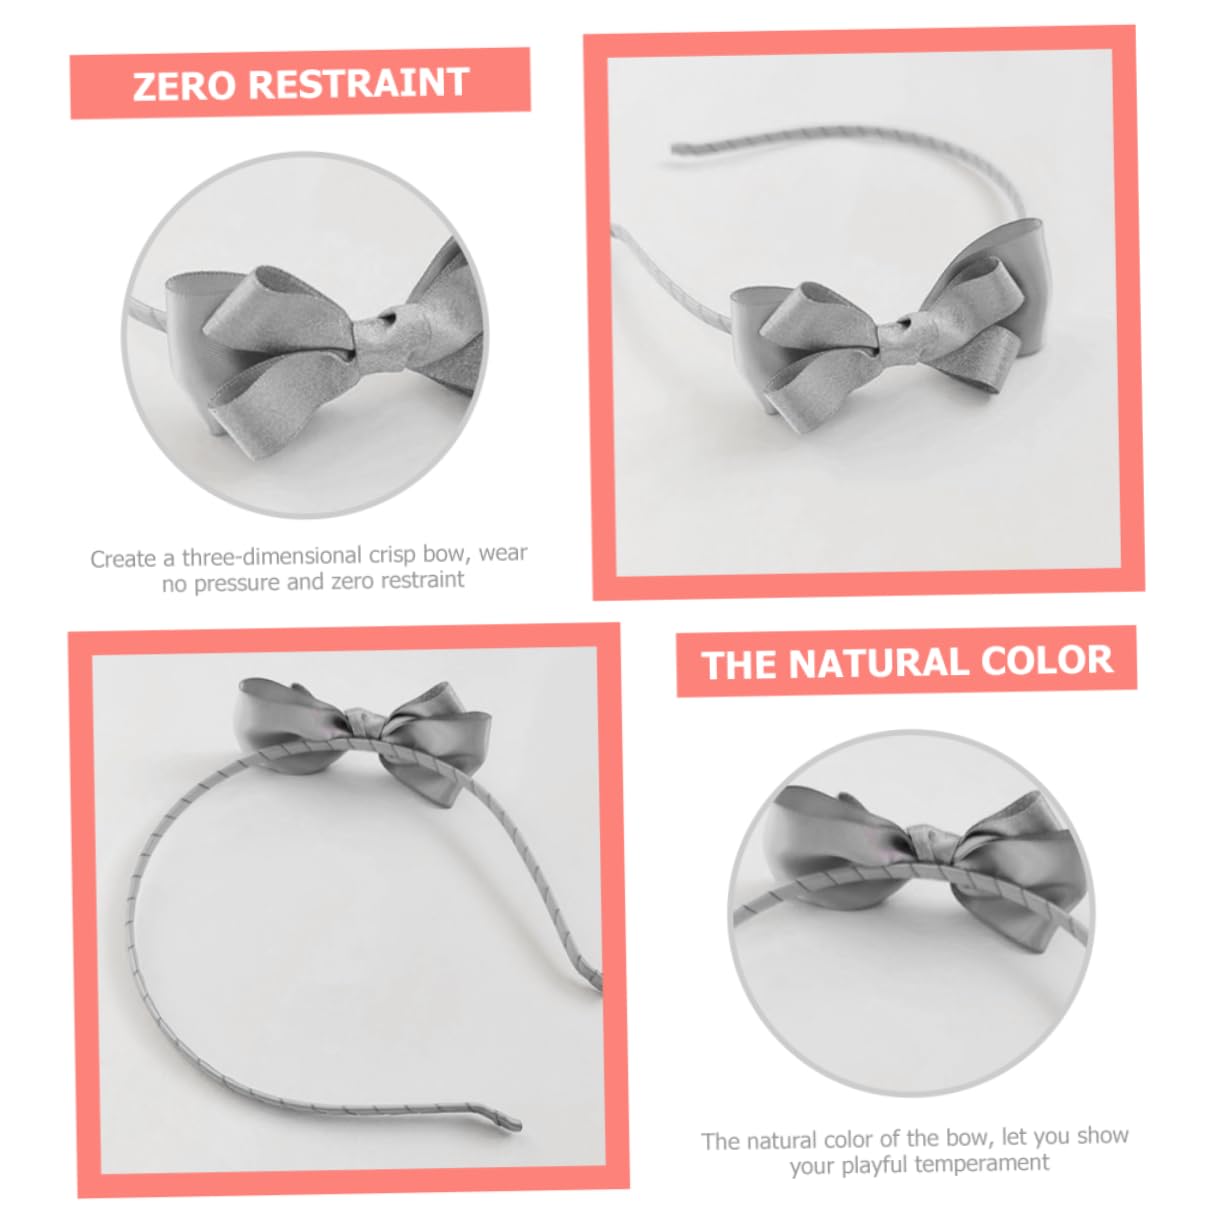 ZERO RESTRAINT
Create a three-dimensional crisp bow, wear
no pressure and zero restraint
THE NATURAL COLOR
The natural color of the bow, let you show
your playful temperament